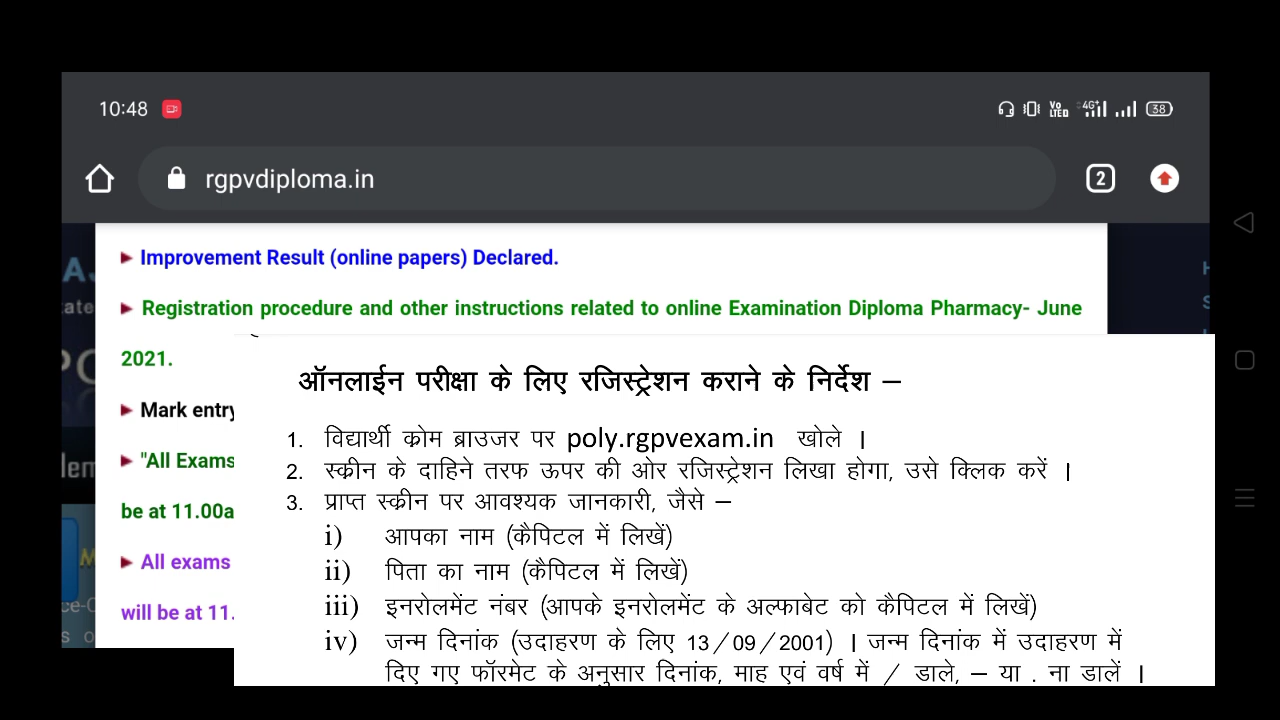 10:48 Vo LTE 4G+ 38
rgpvdiploma.in 2
Improvement Result (online papers) Declared.
Registration procedure and other instructions related to online Examination Diploma Pharmacy- June
2021.
ऑनलाईन परीक्षा के लिए रजिस्ट्रेशन कराने के निर्देश –
Mark entry
1. विद्यार्थी क्रोम ब्राउजर पर poly.rgpvexam.in खोले ।
"All Exams
2. स्क्रीन के दाहिने तरफ ऊपर की ओर रजिस्ट्रेशन लिखा होगा, उसे क्लिक करें ।
3. प्राप्त स्क्रीन पर आवश्यक जानकारी, जैसे –
be at 11.00a
i) आपका नाम (कैपिटल में लिखें)
All exams
ii) पिता का नाम (कैपिटल में लिखें)
will be at 11.
iii) इनरोलमेंट नंबर (आपके इनरोलमेंट के अल्फाबेट को कैपिटल में लिखें)
iv) जन्म दिनांक (उदाहरण के लिए 13/09/2001) । जन्म दिनांक में उदाहरण में
दिए गए फॉरमेट के अनुसार दिनांक, माह एवं वर्ष में / डाले, – या . ना डालें ।